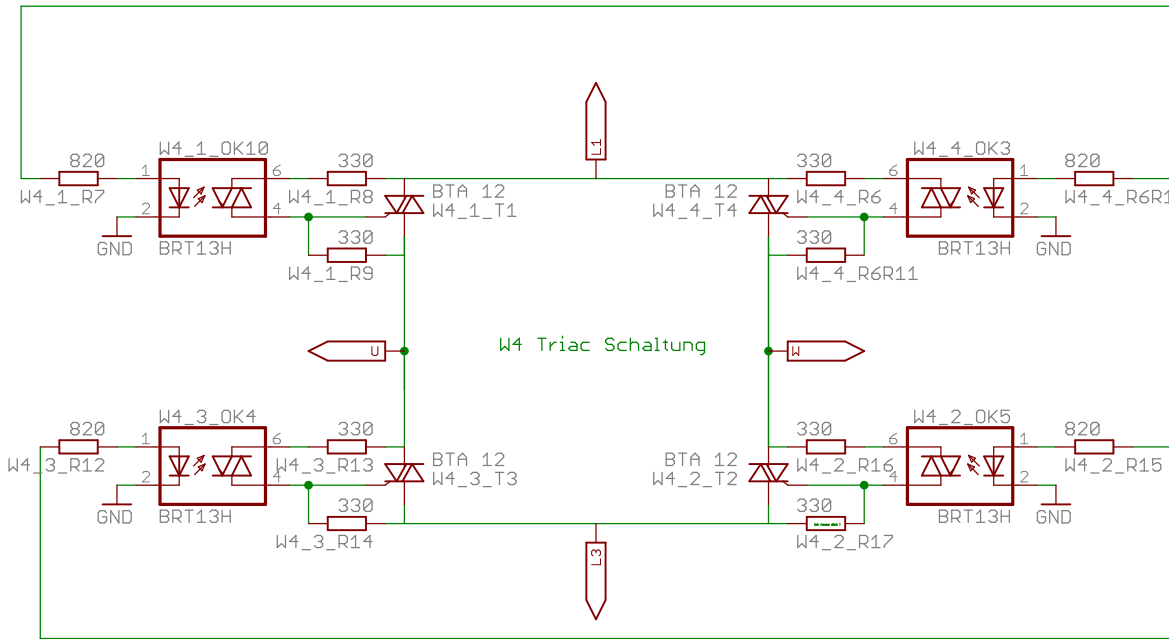 L1
820
W4_1_OK10
330
330
W4_4_OK3
820
1
6
6
1
W4_1_R7
W4_1_R8
BTA 12
W4_1_T1
BTA 12
W4_4_T4
W4_4_R6
W4_4_R6R1
2
4
4
2
GND
BRT13H
330
W4_1_R9
330
W4_4_R6R11
BRT13H
GND
U
W4 Triac Schaltung
W
820
W4_3_OK4
330
330
W4_2_OK5
820
1
6
6
1
W4_3_R12
W4_3_R13
BTA 12
W4_3_T3
BTA 12
W4_2_T2
W4_2_R16
W4_2_R15
2
4
4
2
GND
BRT13H
330
W4_3_R14
330
W4_2_R17
BRT13H
GND
L3